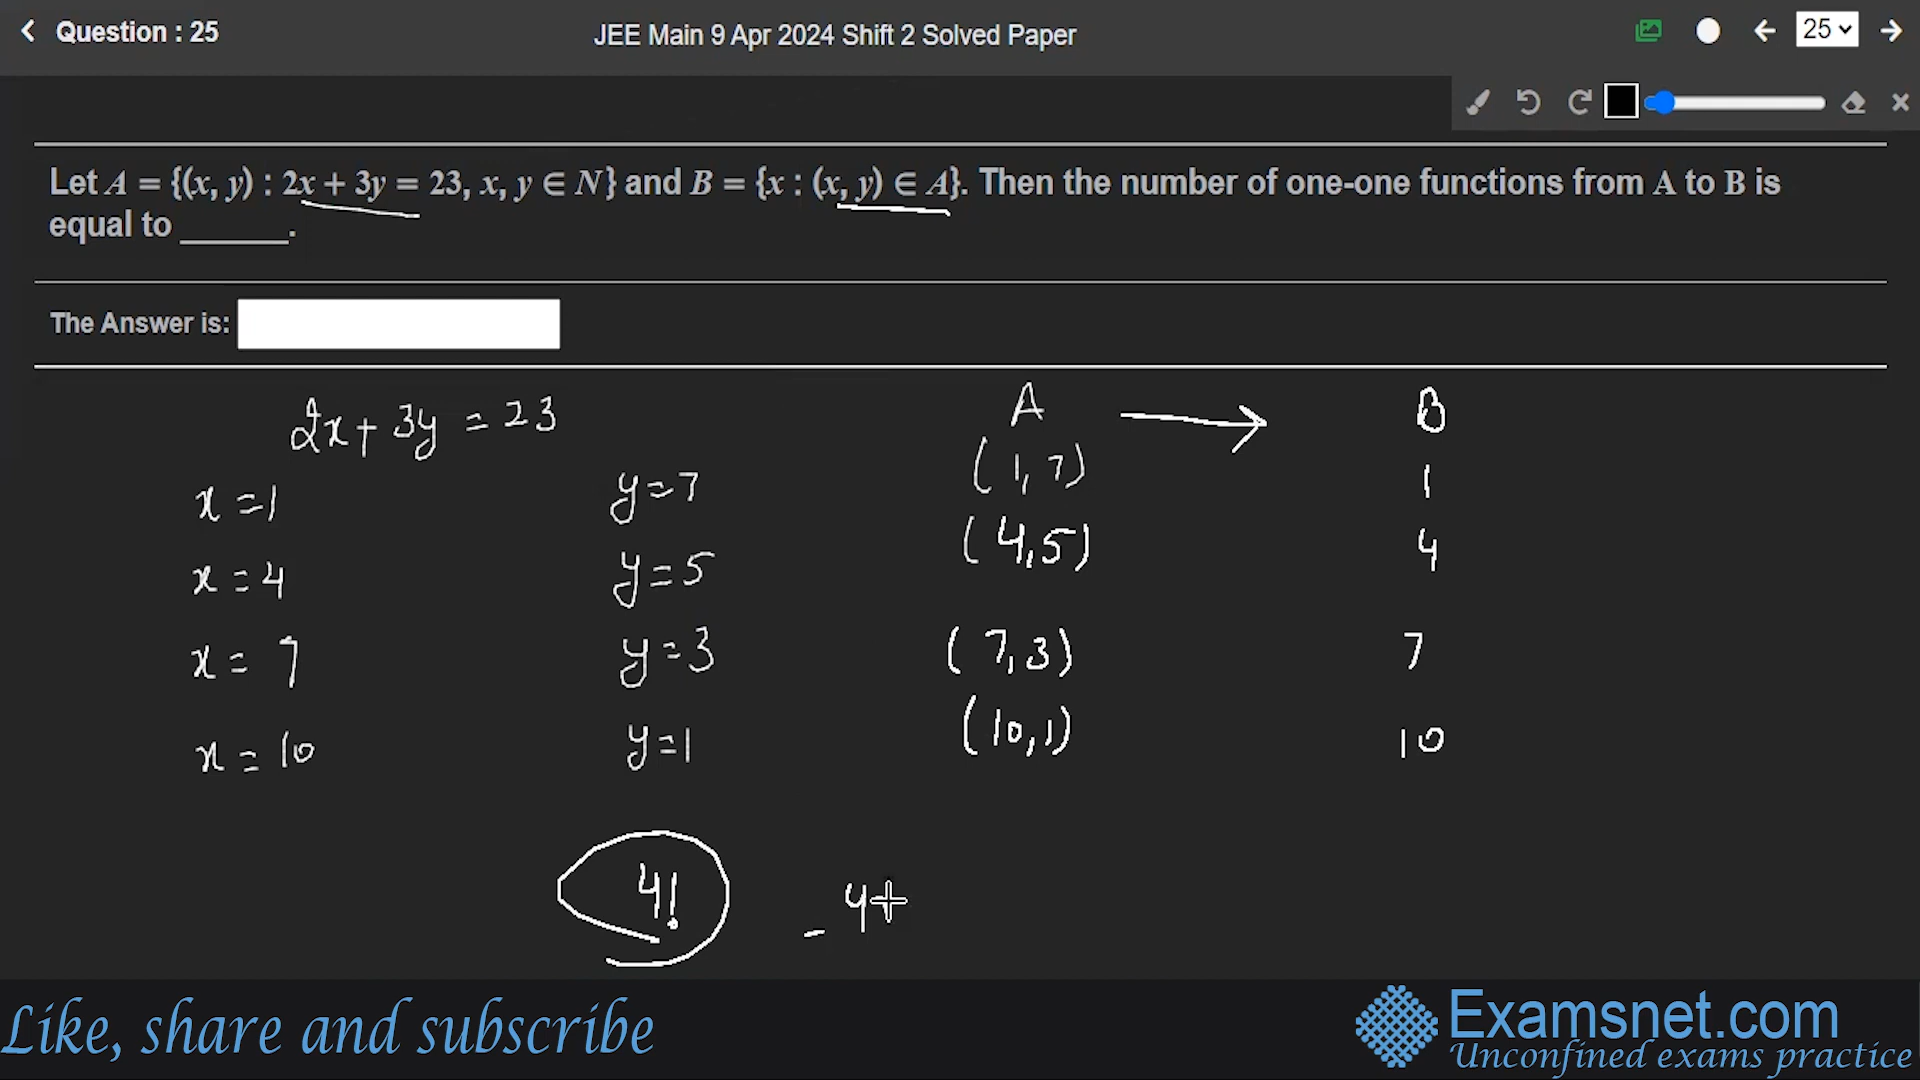 Question : 25
JEE Main 9 Apr 2024 Shift 2 Solved Paper
25
Let A = {(x, y) : 2x + 3y = 23, x, y ∈ N} and B = {x : (x, y) ∈ A}. Then the number of one-one functions from A to B is
equal to ______.
The Answer is:
2x + 3y = 23
A → B
x = 1 y = 7 (1, 7) 1
x = 4 y = 5 (4, 5) 4
x = 7 y = 3 (7, 3) 7
x = 10 y = 1 (10, 1) 10
4! - 4
Like, share and subscribe
Examsnet.com
Unconfined exams practice